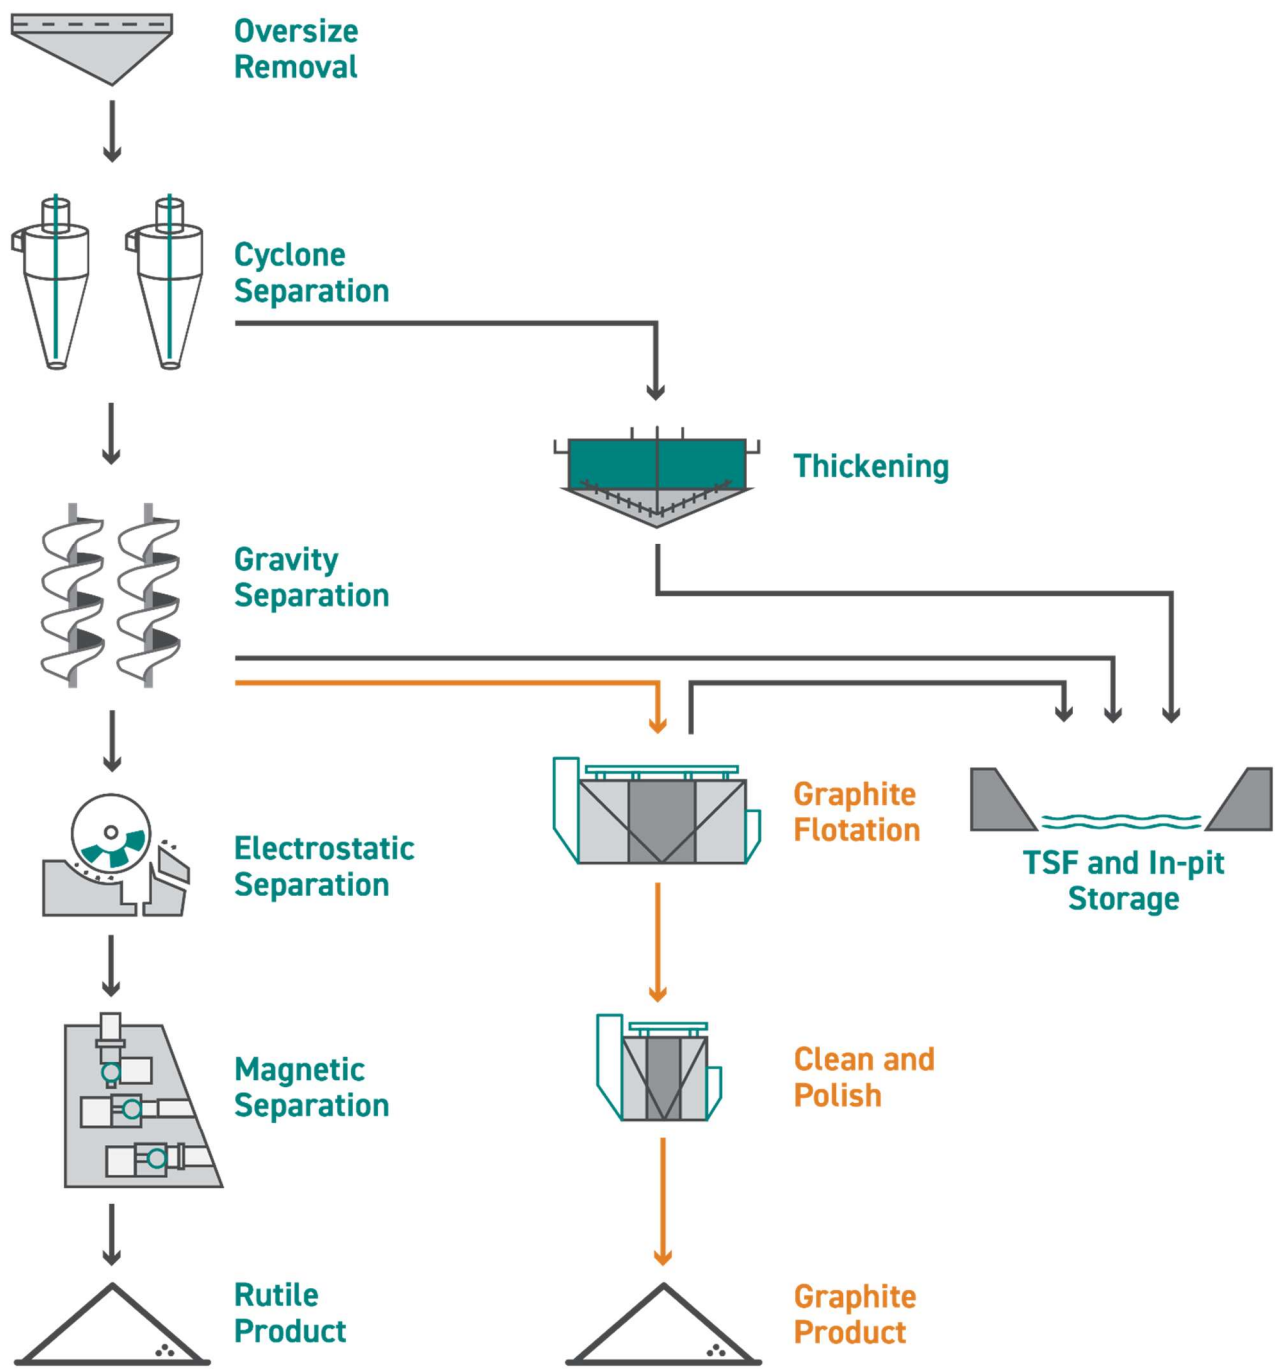 Oversize
Removal
Cyclone
Separation
Thickening
Gravity
Separation
Graphite
Flotation
Electrostatic
Separation
TSF and In-pit
Storage
Magnetic
Separation
Clean and
Polish
Rutile
Product
Graphite
Product